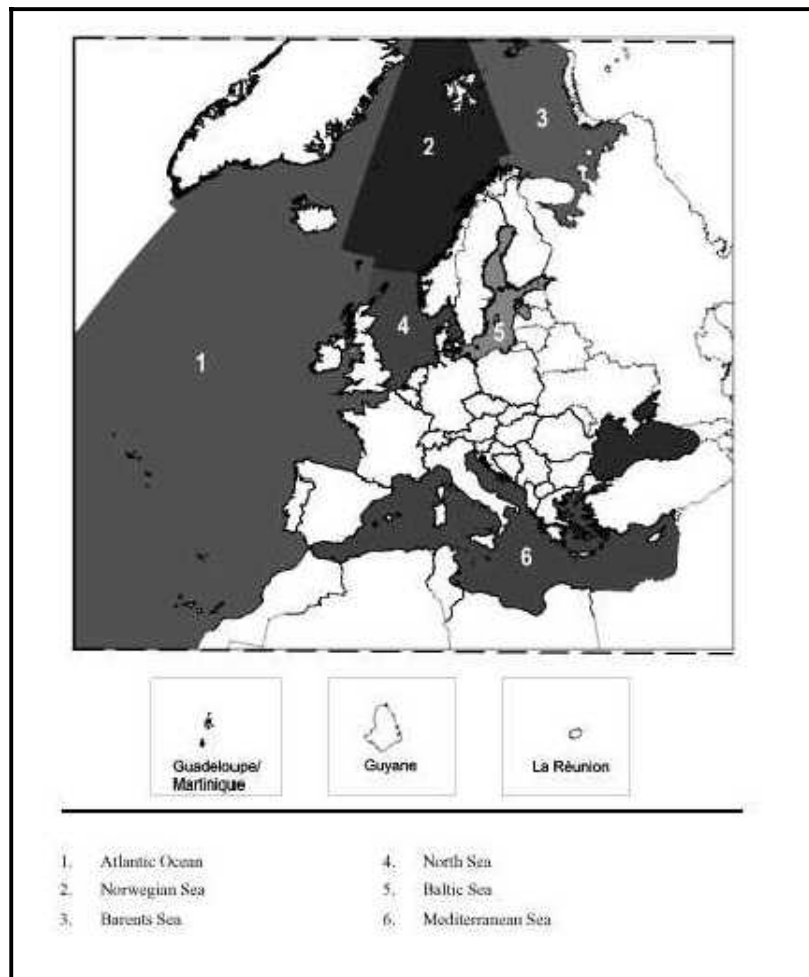 1
2
3
4
5
6
Guadeloupe/
Martinique
Guyane
La Réunion
1. Atlantic Ocean
2. Norwegian Sea
3. Barents Sea
4. North Sea
5. Baltic Sea
6. Mediterranean Sea